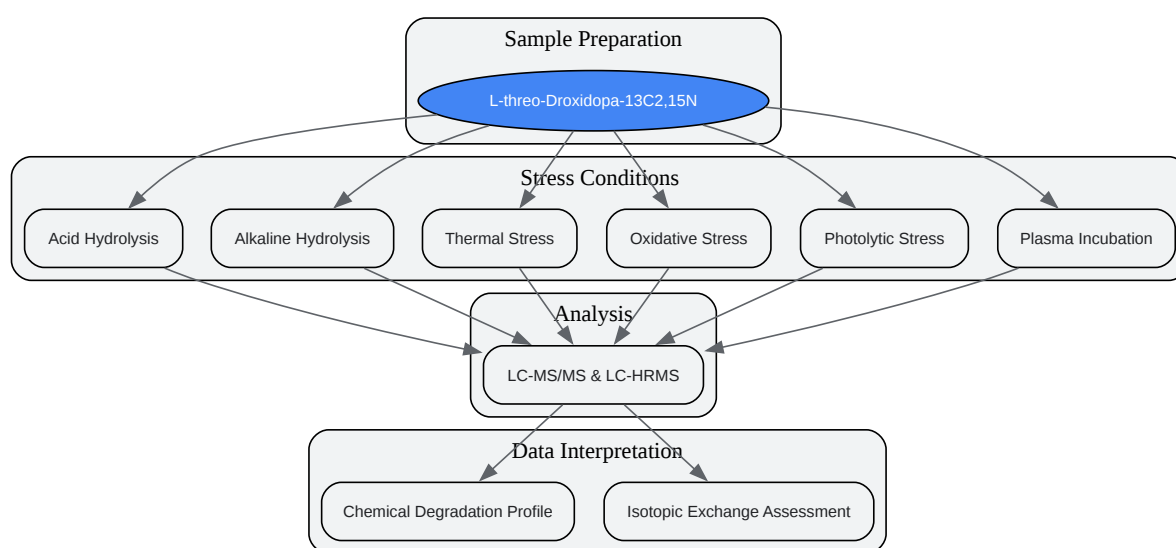 Sample Preparation
L-threo-Droxidopa-13C2,15N
Stress Conditions
Acid Hydrolysis
Alkaline Hydrolysis
Thermal Stress
Oxidative Stress
Photolytic Stress
Plasma Incubation
Analysis
LC-MS/MS & LC-HRMS
Data Interpretation
Chemical Degradation Profile
Isotopic Exchange Assessment